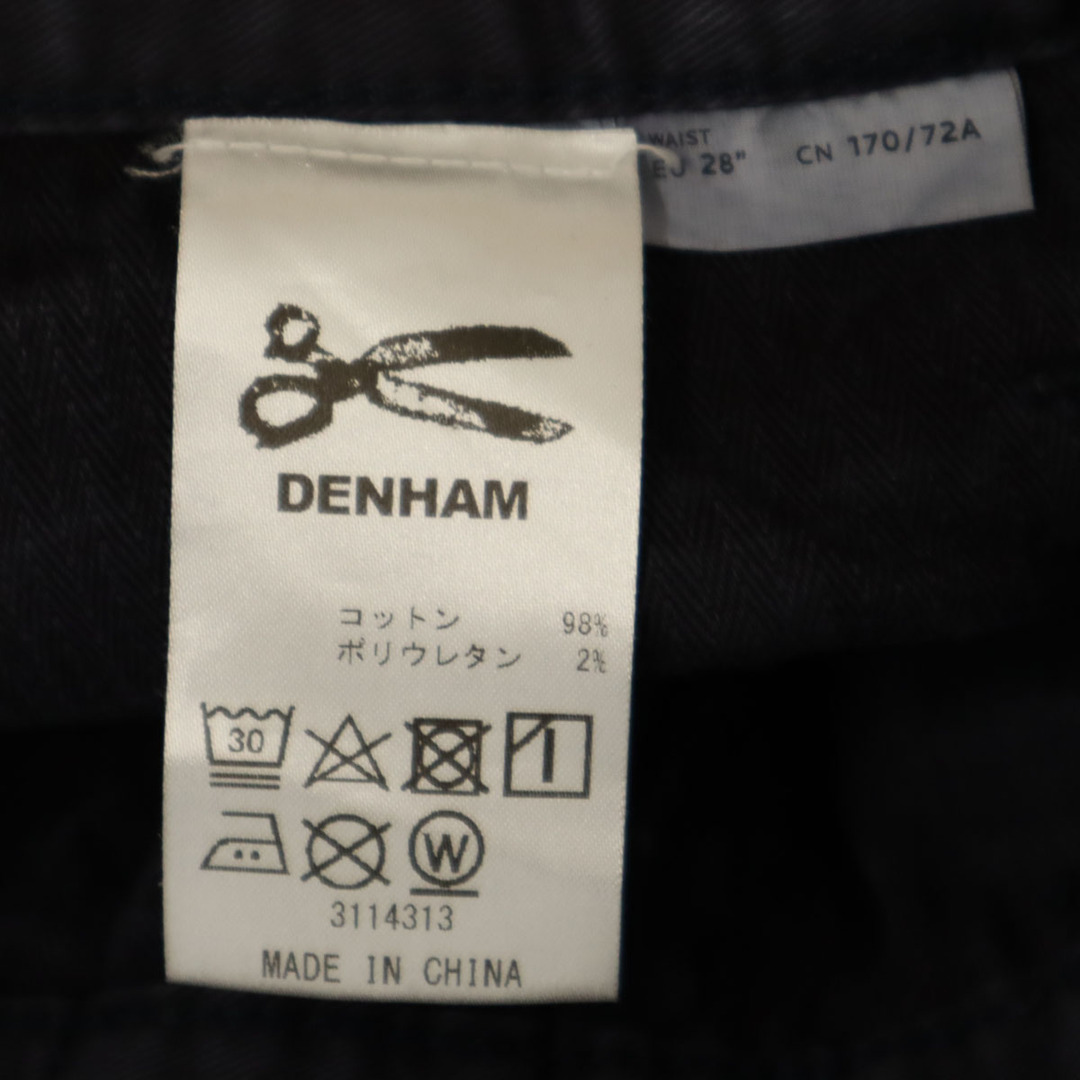 WAIST
EJ 28" CN 170/72A
DENHAM
コットン 98%
ポリウレタン 2%
30
W
3114313
MADE IN CHINA